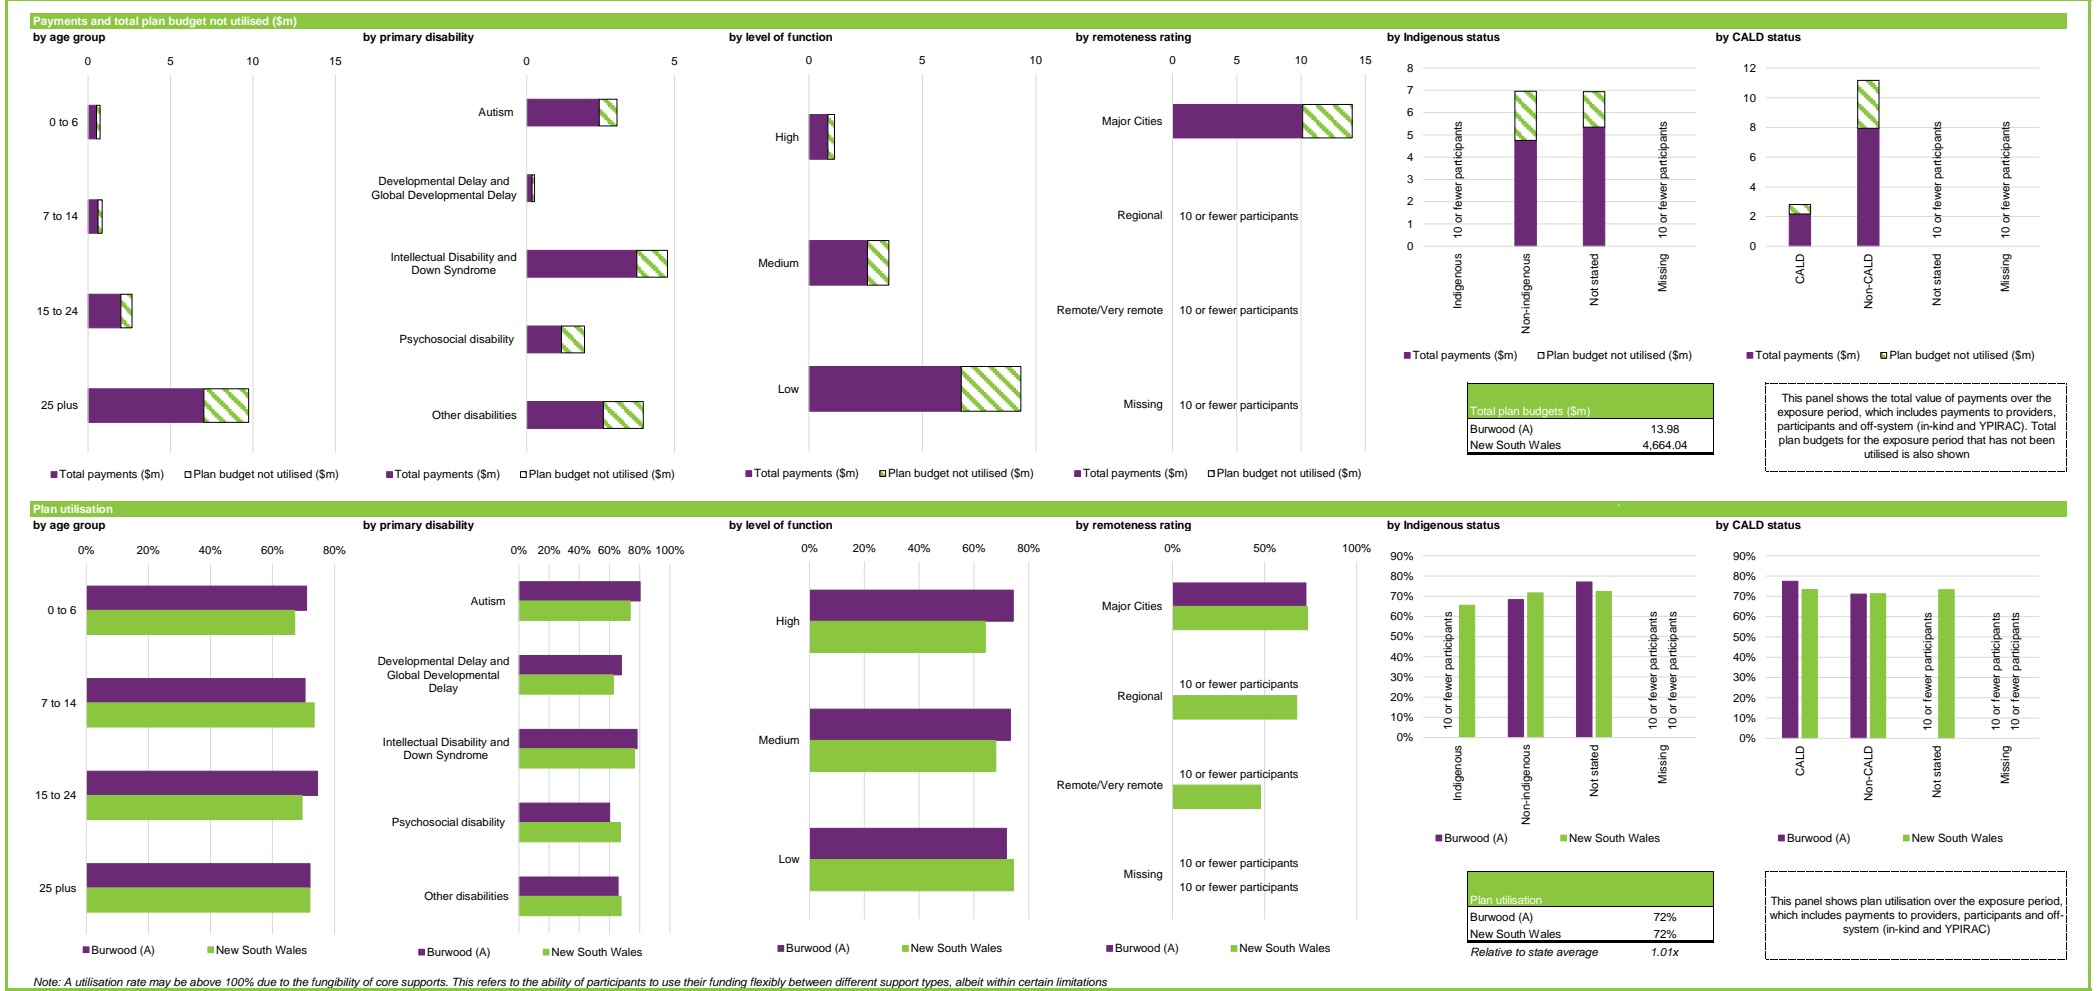 Payments and total plan budget not utilised ($m)
by age group
0 5 10 15
0 to 6
7 to 14
15 to 24
25 plus
Total payments ($m) Plan budget not utilised ($m)
by primary disability
0 5
Autism
Developmental Delay and
Global Developmental Delay
Intellectual Disability and
Down Syndrome
Psychosocial disability
Other disabilities
Total payments ($m) Plan budget not utilised ($m)
by level of function
0 5 10
High
Medium
Low
Total payments ($m) Plan budget not utilised ($m)
by remoteness rating
0 5 10 15
Major Cities
Regional 10 or fewer participants
Remote/Very remote 10 or fewer participants
Missing 10 or fewer participants
Total payments ($m) Plan budget not utilised ($m)
by Indigenous status
8
7
6
5
4
3
2
1
0
10 or fewer participants
10 or fewer participants
Indigenous
Non-indigenous
Not stated
Missing
Total payments ($m) Plan budget not utilised ($m)
by CALD status
12
10
8
6
4
2
0
10 or fewer participants
10 or fewer participants
CALD
Non-CALD
Not stated
Missing
Total payments ($m) Plan budget not utilised ($m)
Total plan budgets ($m)
Burwood (A) 13.98
New South Wales 4,664.04
This panel shows the total value of payments over the
exposure period, which includes payments to providers,
participants and off-system (in-kind and YPIRAC). Total
plan budgets for the exposure period that has not been
utilised is also shown
Plan utilisation
by age group
0% 20% 40% 60% 80%
0 to 6
7 to 14
15 to 24
25 plus
Burwood (A) New South Wales
by primary disability
0% 20% 40% 60% 80% 100%
Autism
Developmental Delay and
Global Developmental
Delay
Intellectual Disability and
Down Syndrome
Psychosocial disability
Other disabilities
Burwood (A) New South Wales
by level of function
0% 20% 40% 60% 80%
High
Medium
Low
Burwood (A) New South Wales
by remoteness rating
0% 50% 100%
Major Cities
10 or fewer participants
Regional
10 or fewer participants
Remote/Very remote
10 or fewer participants
Missing
10 or fewer participants
Burwood (A) New South Wales
by Indigenous status
90%
80%
70%
60%
50%
40%
30%
20%
10%
0%
10 or fewer participants
10 or fewer participants
10 or fewer participants
Indigenous
Non-indigenous
Not stated
Missing
Burwood (A) New South Wales
by CALD status
90%
80%
70%
60%
50%
40%
30%
20%
10%
0%
10 or fewer participants
10 or fewer participants
10 or fewer participants
CALD
Non-CALD
Not stated
Missing
Burwood (A) New South Wales
Plan utilisation
Burwood (A) 72%
New South Wales 72%
Relative to state average 1.01x
This panel shows plan utilisation over the exposure period,
which includes payments to providers, participants and off-
system (in-kind and YPIRAC)
Note: A utilisation rate may be above 100% due to the fungibility of core supports. This refers to the ability of participants to use their funding flexibly between different support types, albeit within certain limitations